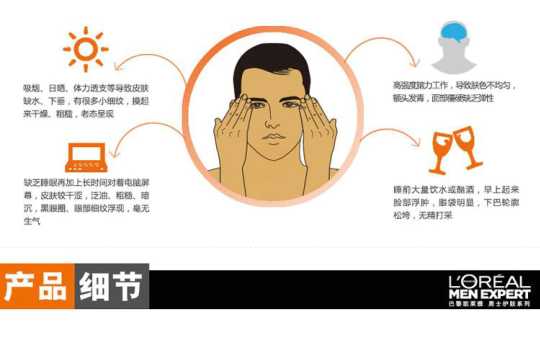 吸烟、日晒、体力透支等导致皮肤
缺水、下垂，有很多小细纹，摸起
来干燥、粗糙，老态呈现
高强度脑力工作，导致肤色不均匀，
额头发青，面部僵硬缺乏弹性
缺乏睡眠再加上长时间对着电脑屏
幕，皮肤较干涩，泛油、粗糙、暗
沉，黑眼圈、眼部细纹浮现，毫无
生气
睡前大量饮水或酗酒，早上起来
脸部浮肿，眼袋明显，下巴轮廓
松垮，无精打采
产品 细节
L'ORÉAL
MEN EXPERT
巴黎欧莱雅 男士护肤系列